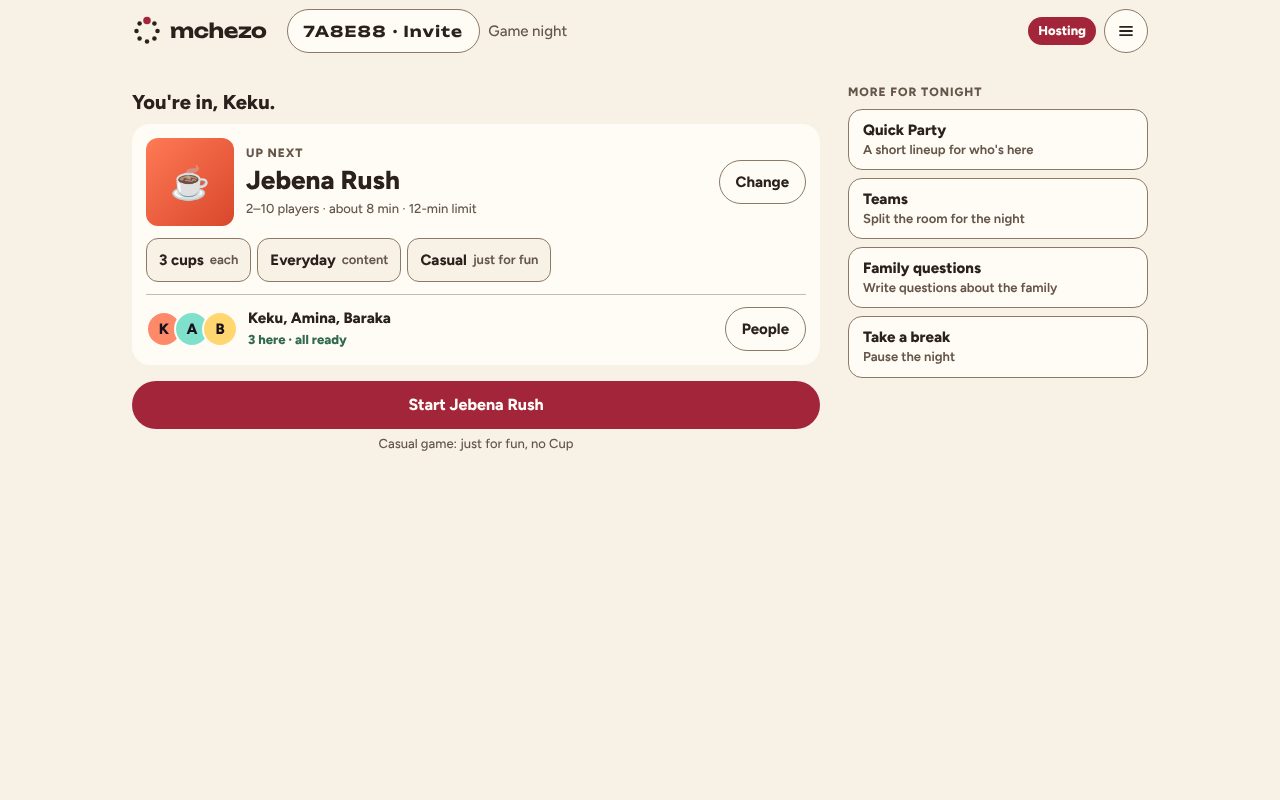 mchezo
7A8E88 · Invite
Game night
Hosting
You're in, Keku.
UP NEXT
Jebena Rush
2–10 players · about 8 min · 12-min limit
Change
3 cups each
Everyday content
Casual just for fun
K A B
Keku, Amina, Baraka
3 here · all ready
People
Start Jebena Rush
Casual game: just for fun, no Cup
MORE FOR TONIGHT
Quick Party
A short lineup for who's here
Teams
Split the room for the night
Family questions
Write questions about the family
Take a break
Pause the night